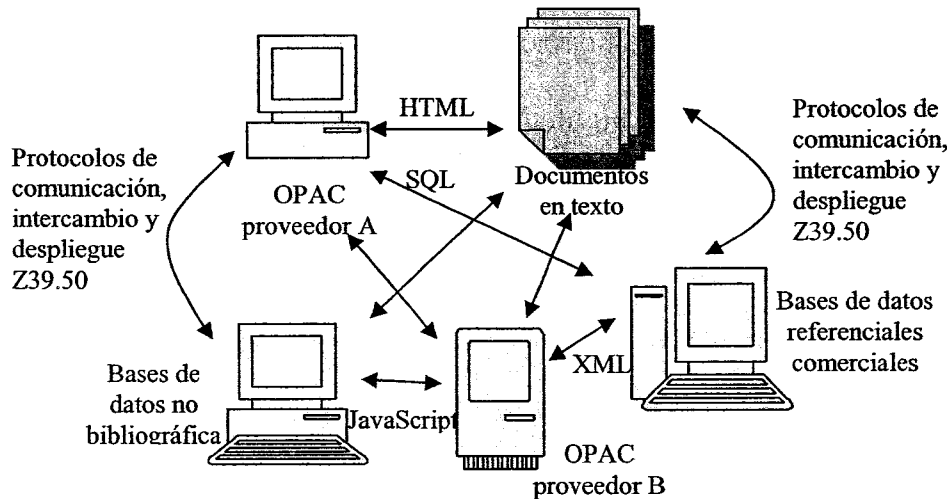 HTML
Protocolos de
comunicación,
intercambio y
despliegue
Z39.50
Protocolos de
comunicación,
intercambio y
despliegue
Z39.50
SQL
OPAC
proveedor A
Documentos
en texto
Bases de datos
referenciales
comerciales
XML
Bases de
datos no
bibliográfica
JavaScript
OPAC
proveedor B